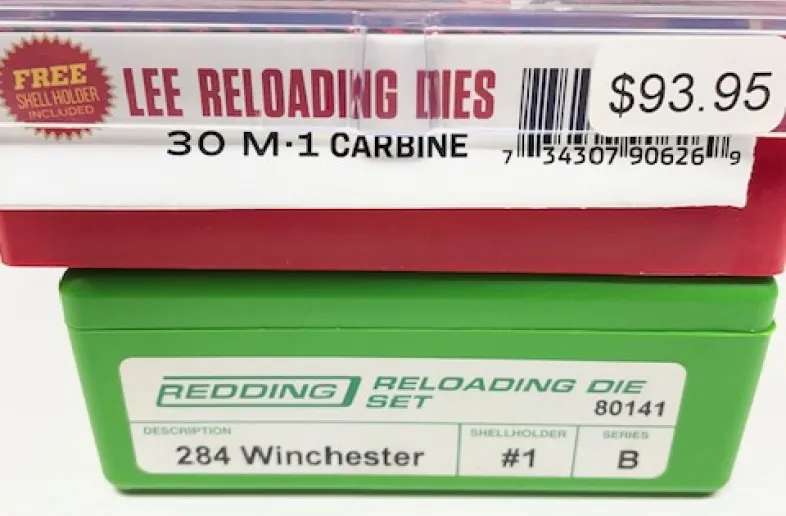 FREE
SHELL HOLDER
INCLUDED
LEE RELOADING DIES
$93.95
30 M·1 CARBINE
7 34307 90626 9
REDDING RELOADING DIE
SET
80141
DESCRIPTION
SHELLHOLDER
SERIES
284 Winchester
#1
B